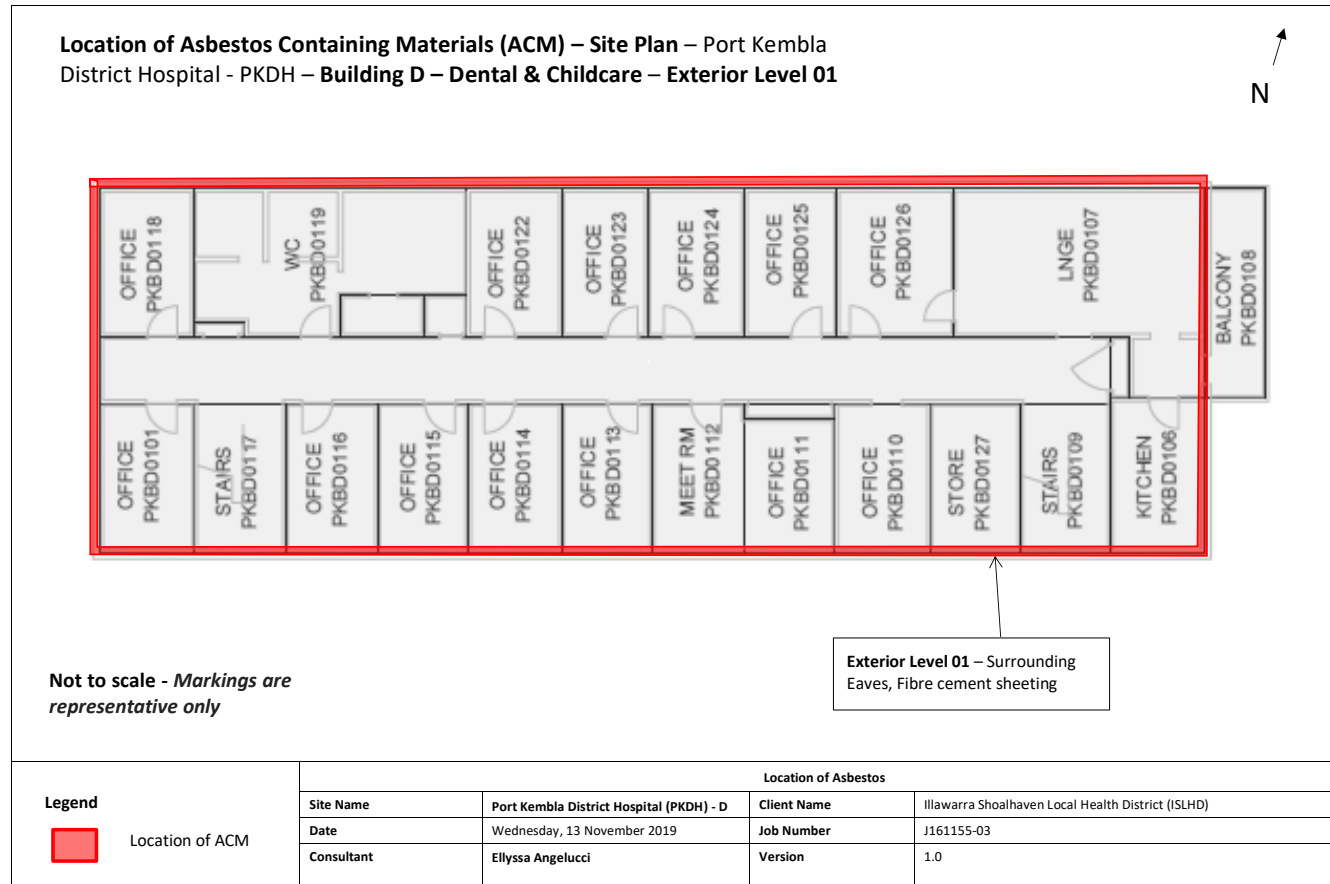 Location of Asbestos Containing Materials (ACM) – Site Plan – Port Kembla
District Hospital - PKDH – Building D – Dental & Childcare – Exterior Level 01
N
OFFICE
PKBD0118
WC
PKBD0119
OFFICE
PKBD0122
OFFICE
PKBD0123
OFFICE
PKBD0124
OFFICE
PKBD0125
OFFICE
PKBD0126
LNGE
PKBD0107
BALCONY
PKBD0108
OFFICE
PKBD0101
STAIRS
PKBD0117
OFFICE
PKBD0116
OFFICE
PKBD0115
OFFICE
PKBD0114
OFFICE
PKBD0113
MEET RM
PKBD0112
OFFICE
PKBD0111
OFFICE
PKBD0110
STORE
PKBD0127
STAIRS
PKBD0109
KITCHEN
PKBD0106
Exterior Level 01 – Surrounding
Eaves, Fibre cement sheeting
Not to scale - Markings are
representative only
Legend
Location of ACM
Location of Asbestos
Site Name Port Kembla District Hospital (PKDH) - D Client Name Illawarra Shoalhaven Local Health District (ISLHD)
Date Wednesday, 13 November 2019 Job Number J161155-03
Consultant Ellyssa Angelucci Version 1.0